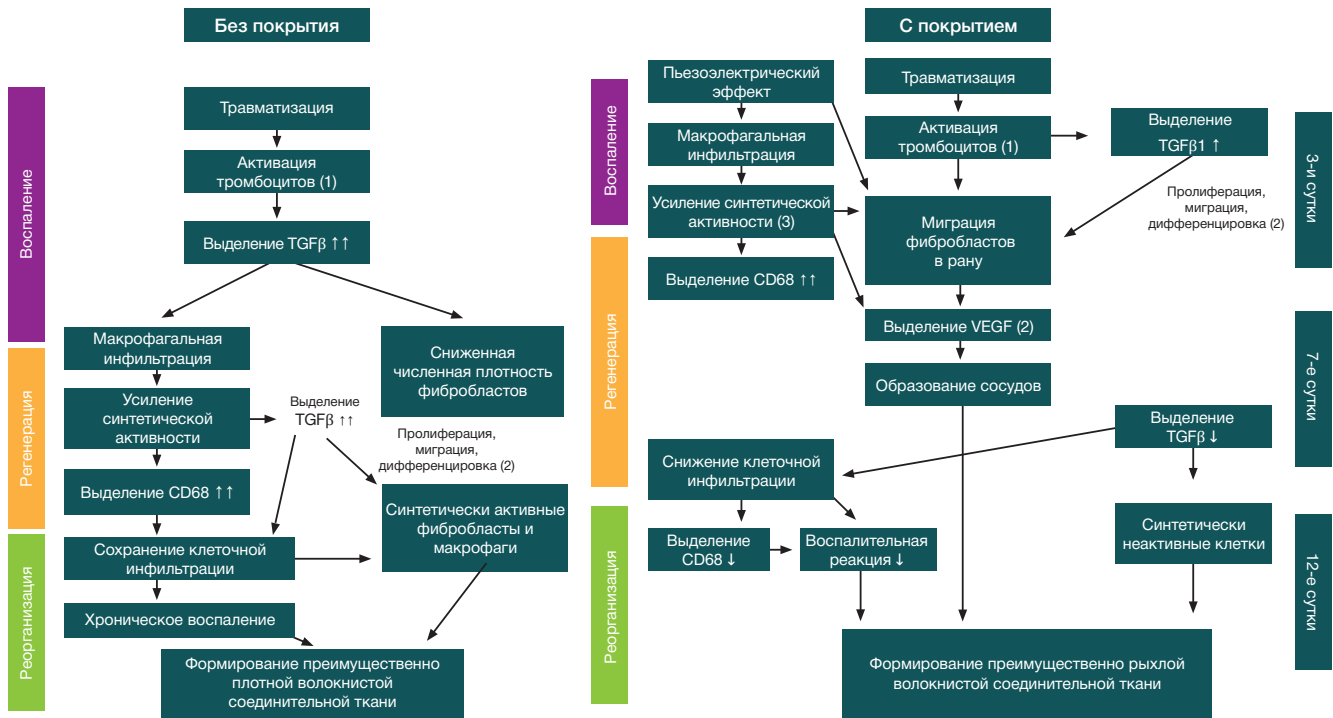 Без покрытия
Воспаление
Регенерация
Реорганизация
Травматизация
Активация
тромбоцитов (1)
Выделение TGFβ ↑↑
Макрофагальная
инфильтрация
Сниженная
численная плотность
фибробластов
Усиление
синтетической
активности
Выделение
TGFβ ↑↑
Пролиферация,
миграция,
дифференцировка (2)
Выделение CD68 ↑↑
Синтетически активные
фибробласты и
макрофаги
Сохранение клеточной
инфильтрации
Хроническое воспаление
Формирование преимущественно
плотной волокнистой
соединительной ткани
С покрытием
Воспаление
Регенерация
Реорганизация
Пьезоэлектрический
эффект
Травматизация
Макрофагальная
инфильтрация
Активация
тромбоцитов (1)
Выделение
TGFβ1 ↑
Усиление синтетической
активности (3)
Миграция
фибробластов
в рану
Пролиферация,
миграция,
дифференцировка (2)
Выделение CD68 ↑↑
Выделение VEGF (2)
Образование сосудов
Выделение
TGFβ ↓
Снижение клеточной
инфильтрации
Выделение
CD68 ↓
Воспалительная
реакция ↓
Синтетически
неактивные клетки
Формирование преимущественно рыхлой
волокнистой соединительной ткани
3-и сутки
7-е сутки
12-е сутки